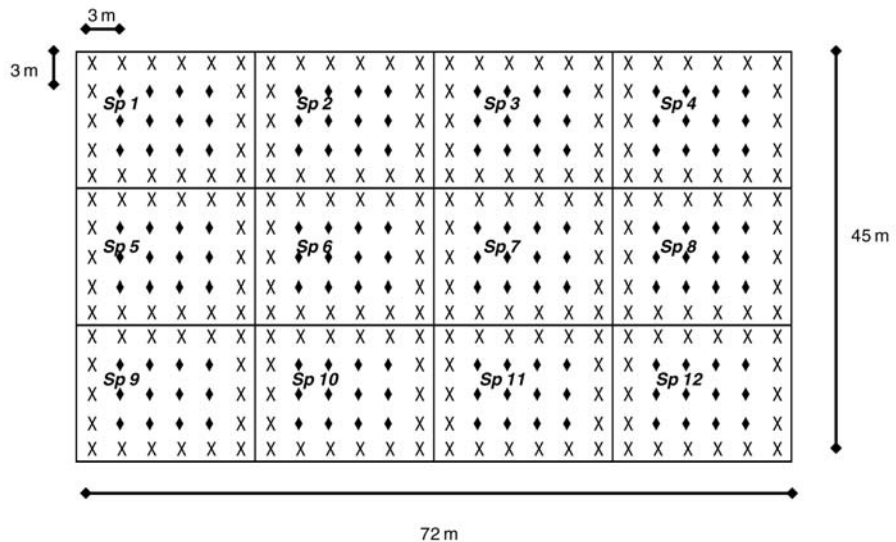 3 m
3 m
X X X X X X X X X X X X X X X X X X X X X X X X
X X X X X X X X
Sp 1 Sp 2 Sp 3 Sp 4
X X X X X X X X
X X X X X X X X
X X X X X X X X X X X X X X X X X X X X X X X X
X X X X X X X X X X X X X X X X X X X X X X X X
X X X X X X X X
45 m
Sp 5 Sp 6 Sp 7 Sp 8
X X X X X X X X
X X X X X X X X
X X X X X X X X X X X X X X X X X X X X X X X X
X X X X X X X X X X X X X X X X X X X X X X X X
X X X X X X X X
Sp 9 Sp 10 Sp 11 Sp 12
X X X X X X X X
X X X X X X X X
X X X X X X X X X X X X X X X X X X X X X X X X
72 m